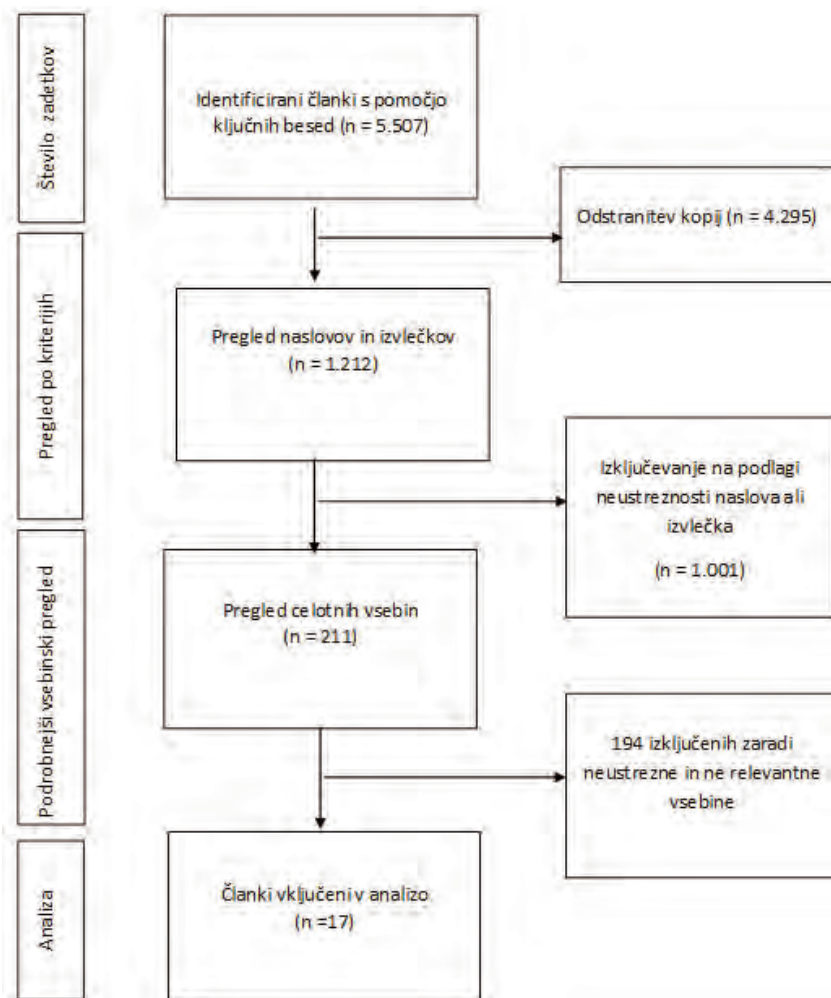 Število zadetkov
Identificirani članki s pomočjo
ključnih besed (n = 5.507)
Odstranitev kopij (n = 4.295)
Pregled po kriterijih
Pregled naslovov in izvlečkov
(n = 1.212)
Izključevanje na podlagi
neustreznosti naslova ali
izvlečka
(n = 1.001)
Podrobnejši vsebinski pregled
Pregled celotnih vsebin
(n = 211)
194 izključenih zaradi
neustrezne in ne relevantne
vsebine
Analiza
Članki vključeni v analizo
(n =17)